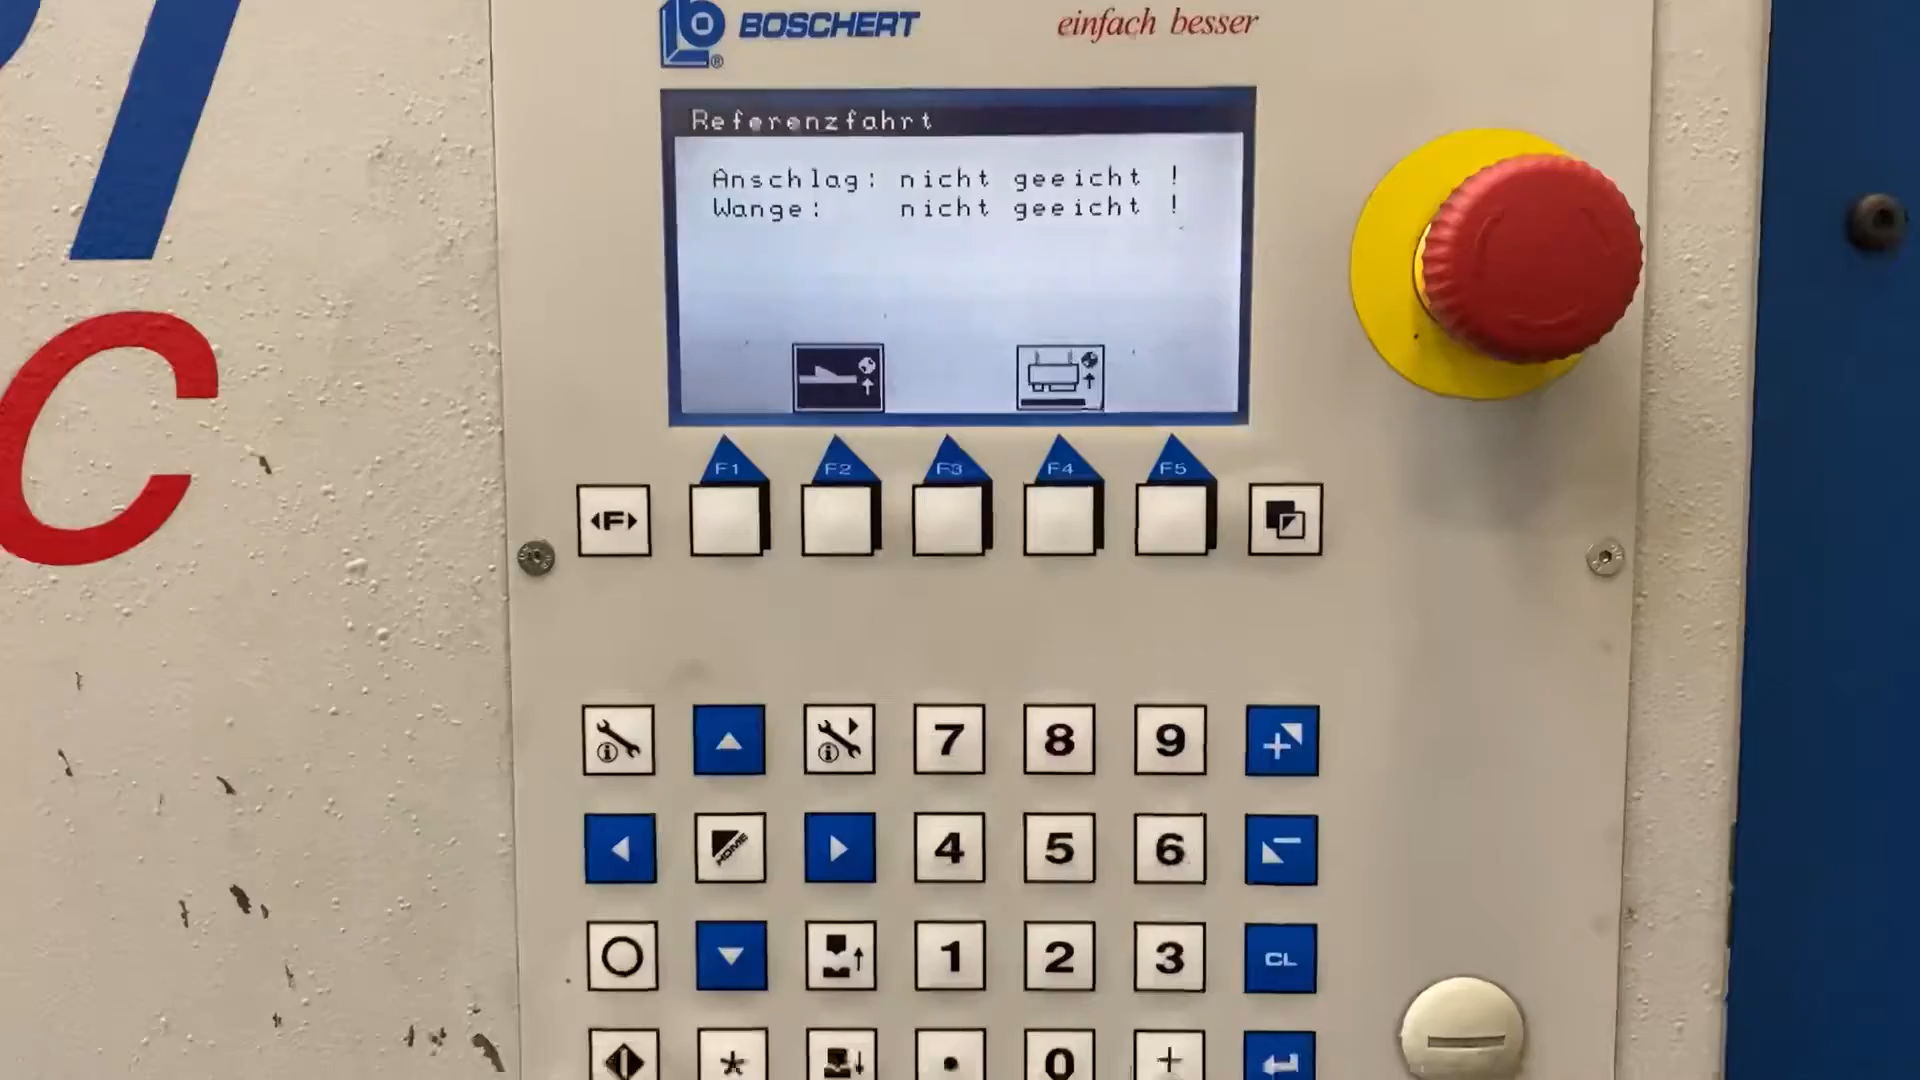 BOSCHERT
einfach besser
®
Referenzfahrt
Anschlag: nicht geeicht !
Wange: nicht geeicht !
F1 F2 F3 F4 F5
F
C
7 8 9 +
HOME 4 5 6 −
1 2 3 CL
* • 0 +